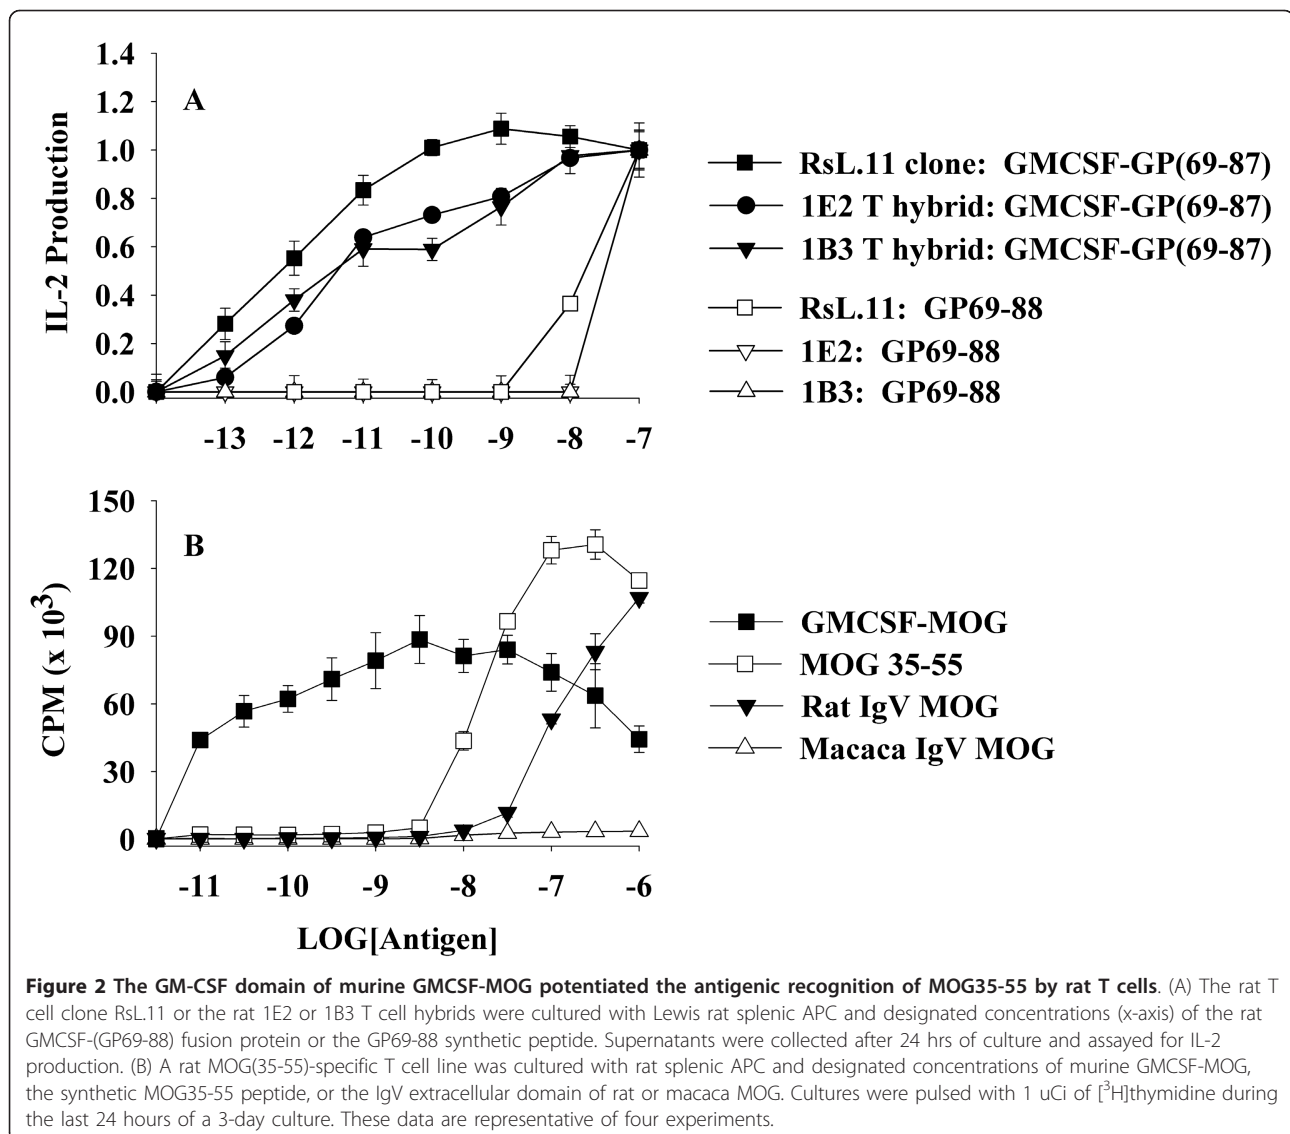 1.4
1.2
1.0
0.8
0.6
0.4
0.2
0.0
IL-2 Production
A
-13 -12 -11 -10 -9 -8 -7
RsL.11 clone: GMCSF-GP(69-87)
1E2 T hybrid: GMCSF-GP(69-87)
1B3 T hybrid: GMCSF-GP(69-87)
RsL.11: GP69-88
1E2: GP69-88
1B3: GP69-88
150
120
90
60
30
0
CPM (x 10³)
B
-11 -10 -9 -8 -7 -6
LOG[Antigen]
GMCSF-MOG
MOG 35-55
Rat IgV MOG
Macaca IgV MOG
Figure 2 The GM-CSF domain of murine GMCSF-MOG potentiated the antigenic recognition of MOG35-55 by rat T cells. (A) The rat T
cell clone RsL.11 or the rat 1E2 or 1B3 T cell hybrids were cultured with Lewis rat splenic APC and designated concentrations (x-axis) of the rat
GMCSF-(GP69-88) fusion protein or the GP69-88 synthetic peptide. Supernatants were collected after 24 hrs of culture and assayed for IL-2
production. (B) A rat MOG(35-55)-specific T cell line was cultured with rat splenic APC and designated concentrations of murine GMCSF-MOG,
the synthetic MOG35-55 peptide, or the IgV extracellular domain of rat or macaca MOG. Cultures were pulsed with 1 uCi of [³H]thymidine during
the last 24 hours of a 3-day culture. These data are representative of four experiments.